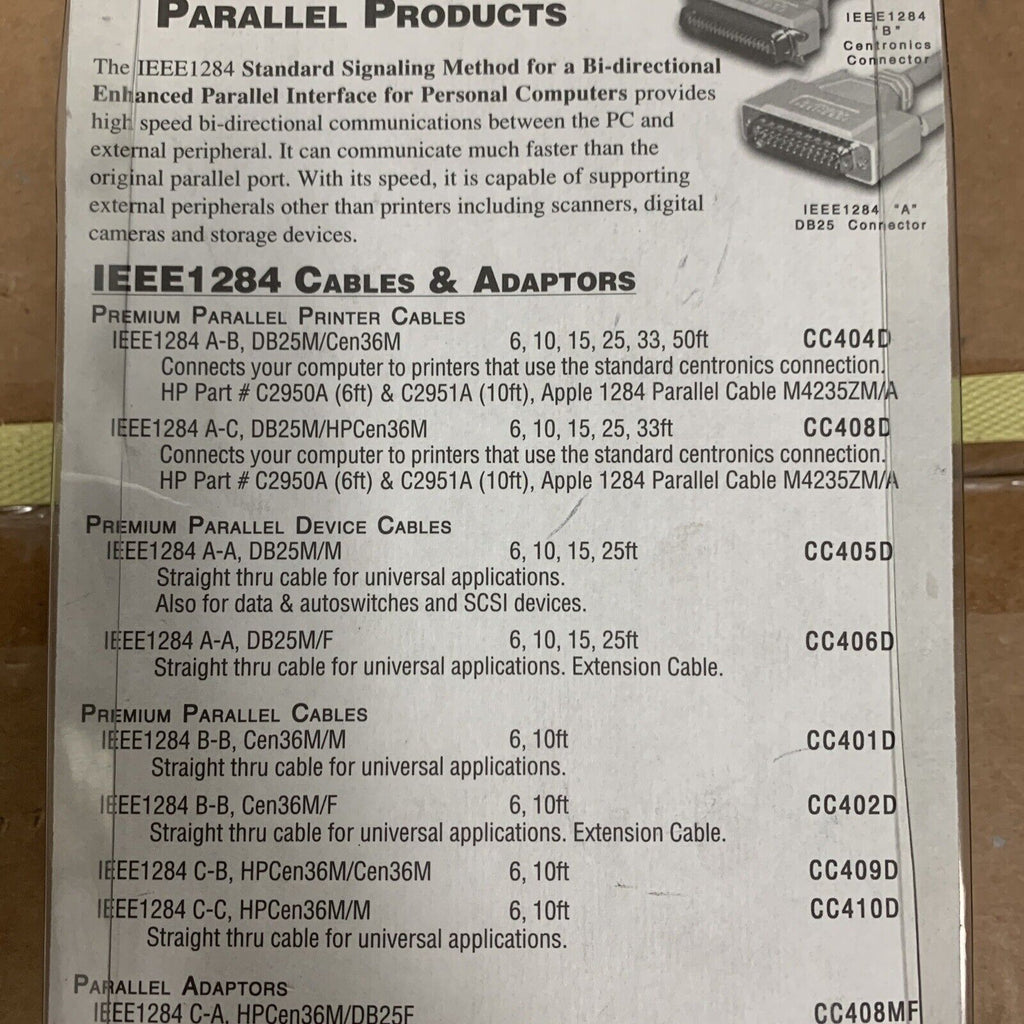 PARALLEL PRODUCTS
IEEE1284
"B"
Centronics
Connector
The IEEE1284 Standard Signaling Method for a Bi-directional
Enhanced Parallel Interface for Personal Computers provides
high speed bi-directional communications between the PC and
external peripheral. It can communicate much faster than the
original parallel port. With its speed, it is capable of supporting
external peripherals other than printers including scanners, digital
cameras and storage devices.
IEEE1284 "A"
DB25 Connector
IEEE1284 CABLES & ADAPTORS
PREMIUM PARALLEL PRINTER CABLES
IEEE1284 A-B, DB25M/Cen36M 6, 10, 15, 25, 33, 50ft CC404D
Connects your computer to printers that use the standard centronics connection.
HP Part # C2950A (6ft) & C2951A (10ft), Apple 1284 Parallel Cable M4235ZM/A
IEEE1284 A-C, DB25M/HPCen36M 6, 10, 15, 25, 33ft CC408D
Connects your computer to printers that use the standard centronics connection.
HP Part # C2950A (6ft) & C2951A (10ft), Apple 1284 Parallel Cable M4235ZM/A
PREMIUM PARALLEL DEVICE CABLES
IEEE1284 A-A, DB25M/M 6, 10, 15, 25ft CC405D
Straight thru cable for universal applications.
Also for data & autoswitches and SCSI devices.
IEEE1284 A-A, DB25M/F 6, 10, 15, 25ft CC406D
Straight thru cable for universal applications. Extension Cable.
PREMIUM PARALLEL CABLES
IEEE1284 B-B, Cen36M/M 6, 10ft CC401D
Straight thru cable for universal applications.
IEEE1284 B-B, Cen36M/F 6, 10ft CC402D
Straight thru cable for universal applications. Extension Cable.
IEEE1284 C-B, HPCen36M/Cen36M 6, 10ft CC409D
IEEE1284 C-C, HPCen36M/M 6, 10ft CC410D
Straight thru cable for universal applications.
PARALLEL ADAPTORS
IEEE1284 C-A, HPCen36M/DB25F CC408MF